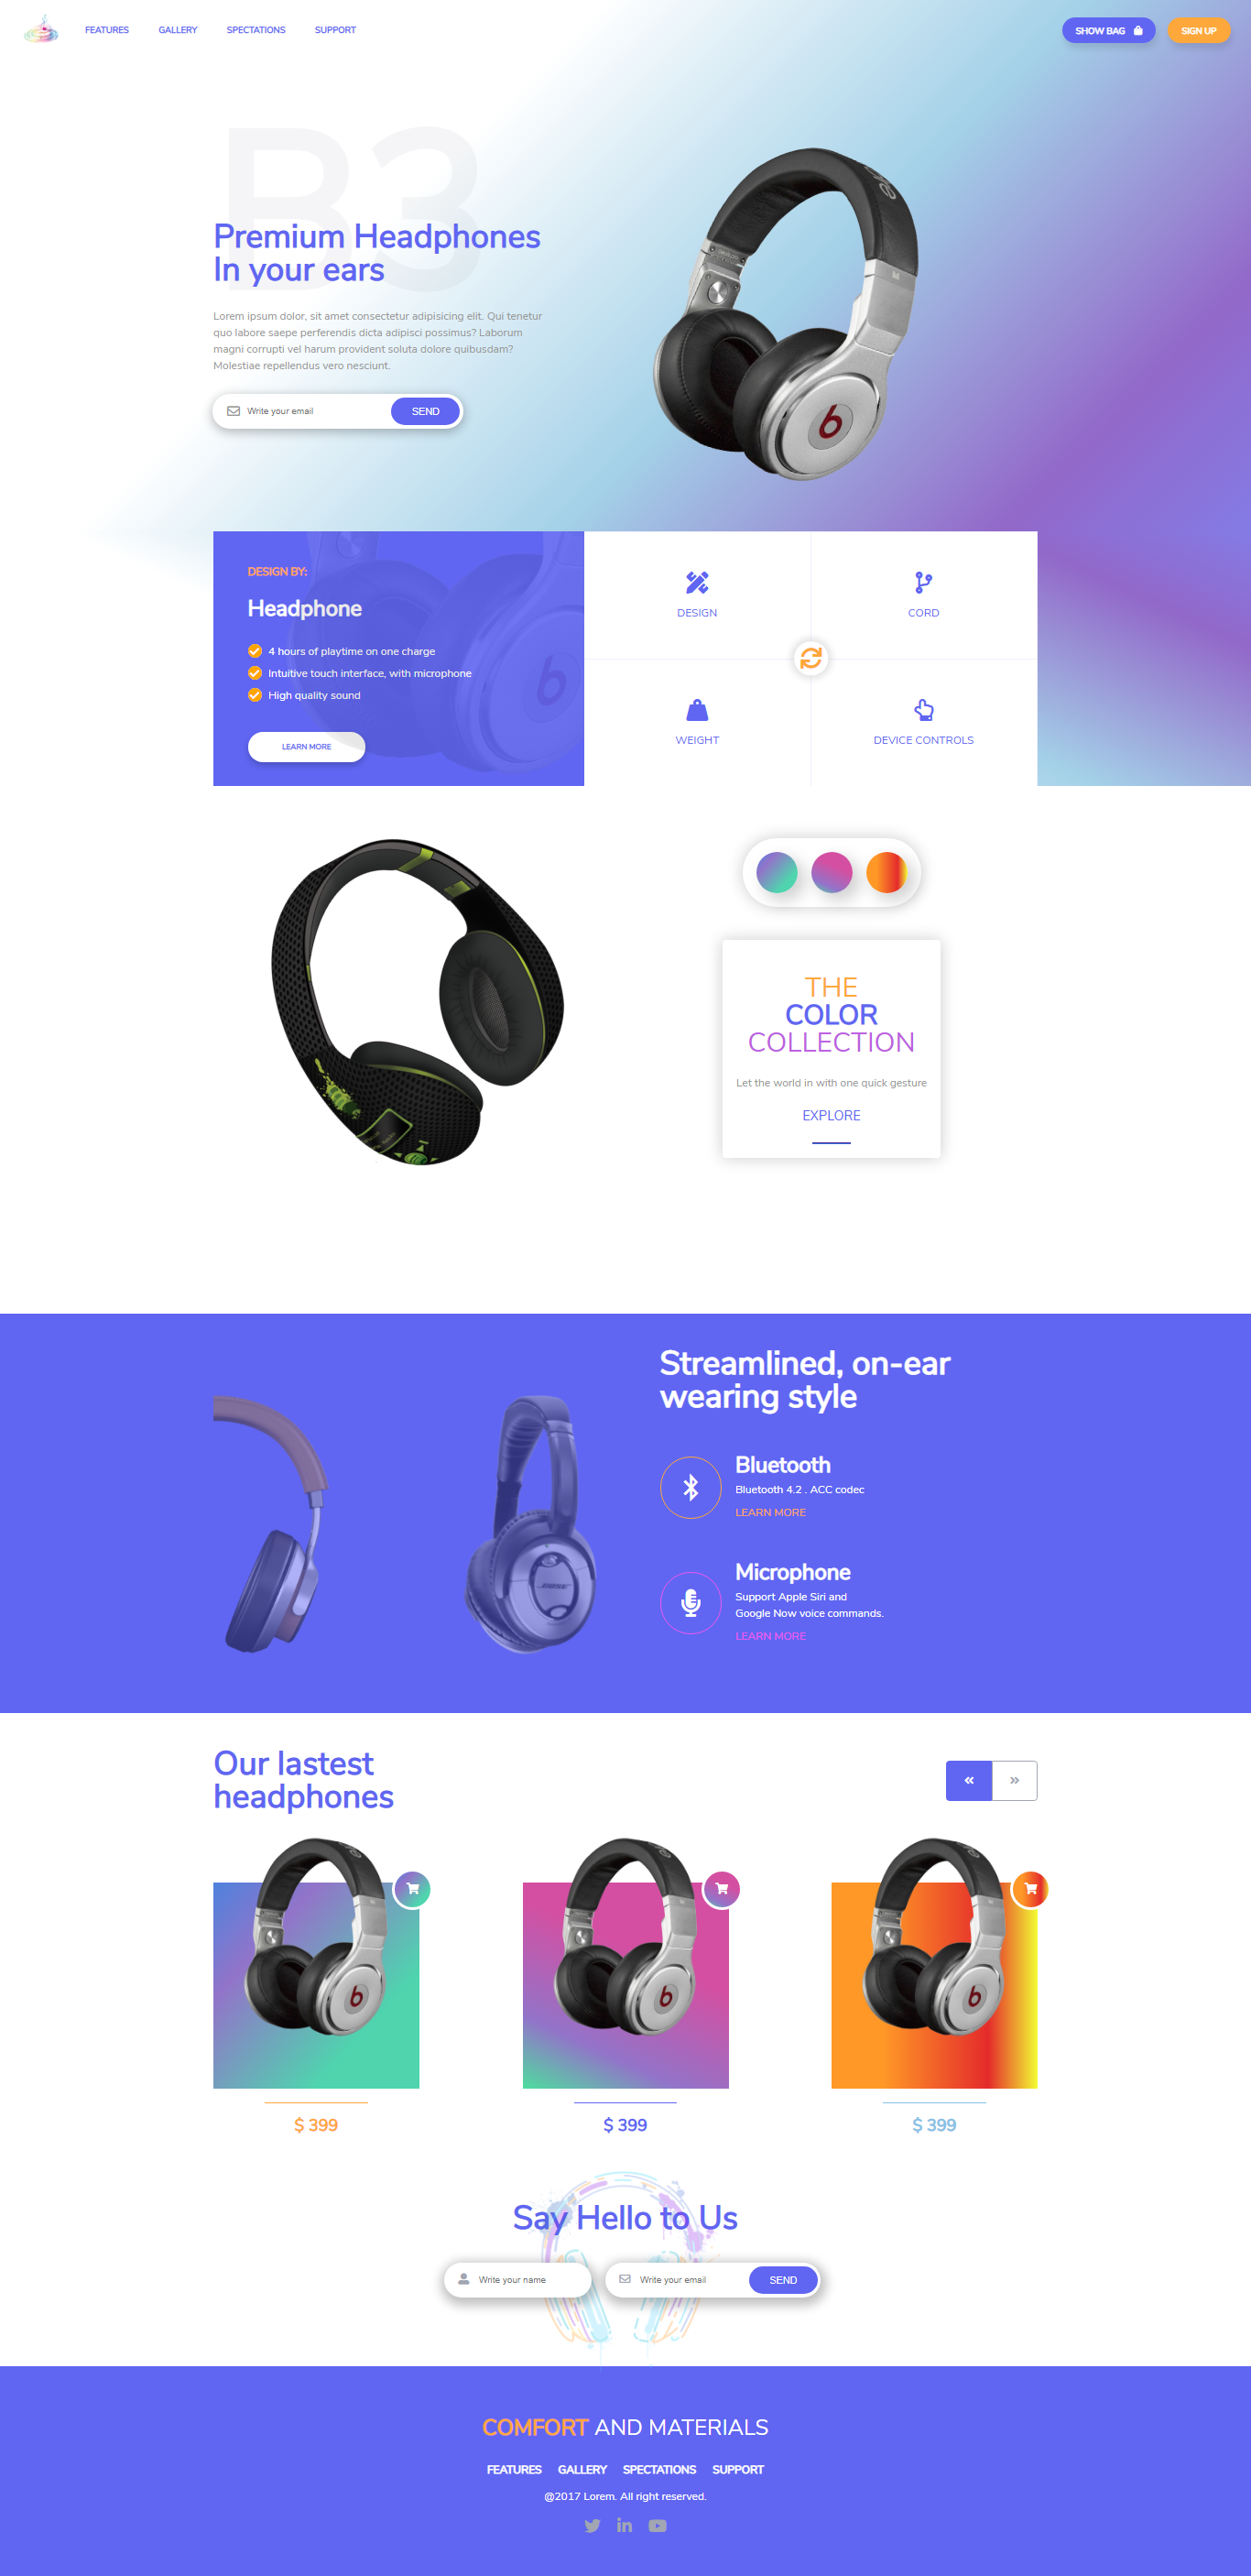 FEATURES GALLERY SPECTATIONS SUPPORT SHOW BAG SIGN UP
B3
Premium Headphones
In your ears
Lorem ipsum dolor, sit amet consectetur adipisicing elit. Qui tenetur
quo labore saepe perferendis dicta adipisci possimus? Laborum
magni corrupti vel harum provident soluta dolore quibusdam?
Molestiae repellendus vero nesciunt.
Write your email SEND
DESIGN BY:
Headphone
4 hours of playtime on one charge
Intuitive touch interface, with microphone
High quality sound
LEARN MORE
DESIGN
CORD
WEIGHT
DEVICE CONTROLS
THE
COLOR
COLLECTION
Let the world in with one quick gesture
EXPLORE
Streamlined, on-ear
wearing style
Bluetooth
Bluetooth 4.2 . ACC codec
LEARN MORE
Microphone
Support Apple Siri and
Google Now voice commands.
LEARN MORE
BOSE
Our lastest
headphones
$ 399
$ 399
$ 399
Say Hello to Us
Write your name
Write your email SEND
COMFORT AND MATERIALS
FEATURES GALLERY SPECTATIONS SUPPORT
@2017 Lorem. All right reserved.